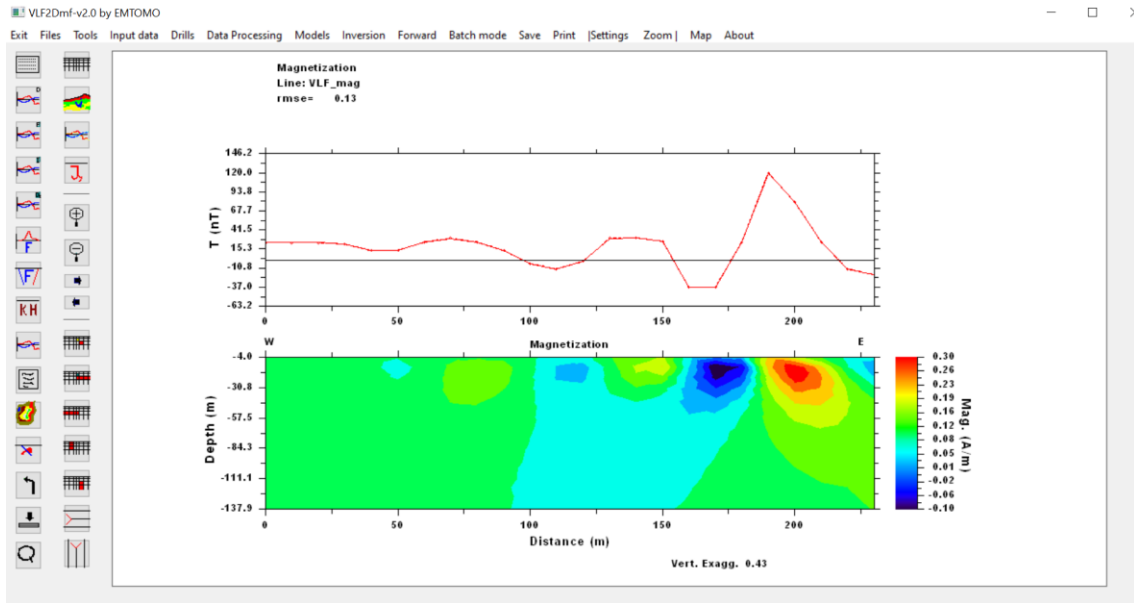 VLF2Dmf-v2.0 by EMTOMO
Exit Files Tools Input data Drills Data Processing Models Inversion Forward Batch mode Save Print |Settings Zoom | Map About
Magnetization
Line: VLF_mag
rmse= 0.13
146.2
120.0
93.8
67.7
41.5
15.3
-10.8
-37.0
-63.2
T (nT)
0 50 100 150 200
W Magnetization E
-4.0
-30.8
-57.5
-84.3
-111.1
-137.9
Depth (m)
0 50 100 150 200
Distance (m)
0.30
0.26
0.23
0.19
0.16
0.12
0.08
0.05
0.01
-0.02
-0.06
-0.10
Mag. (A/m)
Vert. Exagg. 0.43
F
F
KH